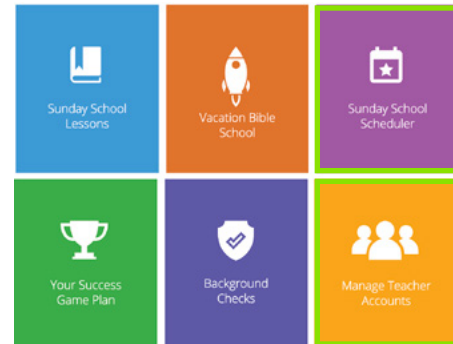 Sunday School
Lessons
Vacation Bible
School
Sunday School
Scheduler
Your Success
Game Plan
Background
Checks
Manage Teacher
Accounts